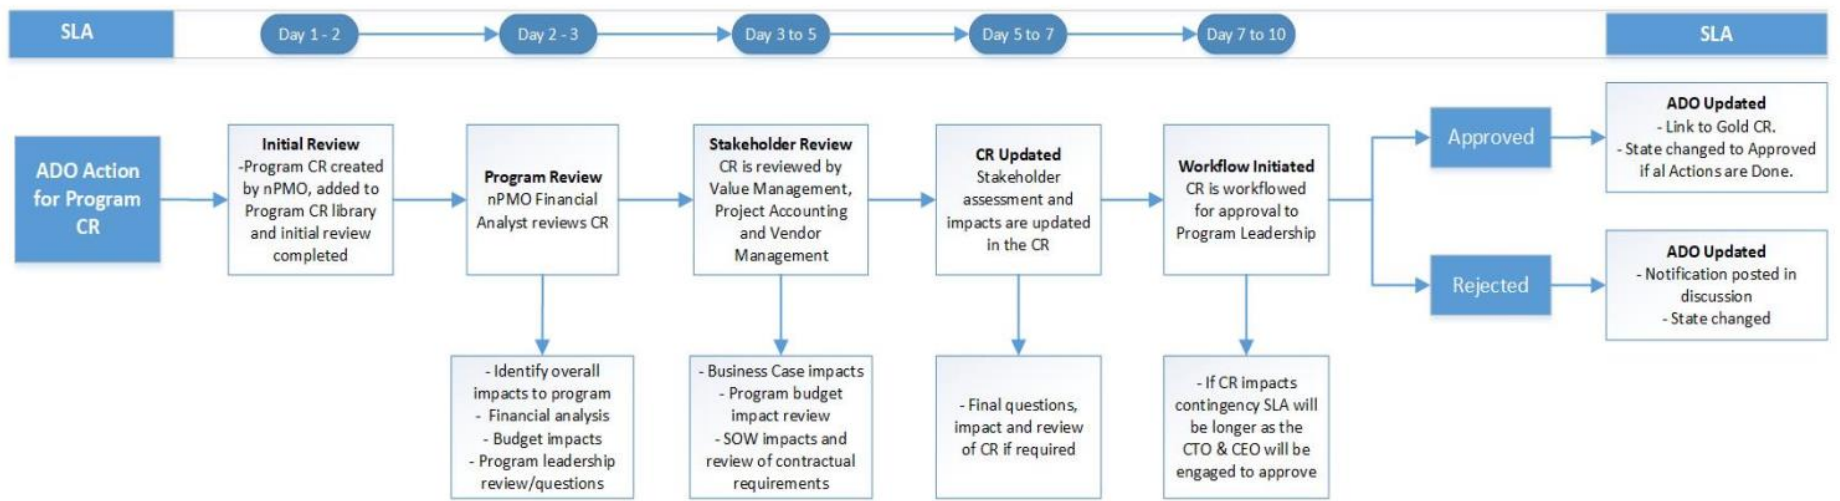 SLA
Day 1 - 2
Day 2 - 3
Day 3 to 5
Day 5 to 7
Day 7 to 10
SLA
ADO Action
for Program
CR
Initial Review
-Program CR created
by nPMO, added to
Program CR library
and initial review
completed
Program Review
nPMO Financial
Analyst reviews CR
Stakeholder Review
CR is reviewed by
Value Management,
Project Accounting
and Vendor
Management
CR Updated
Stakeholder
assessment and
impacts are updated
in the CR
Workflow Initiated
CR is workflowed
for approval to
Program Leadership
Approved
ADO Updated
- Link to Gold CR.
- State changed to Approved
if al Actions are Done.
Rejected
ADO Updated
- Notification posted in
discussion
- State changed
- Identify overall
impacts to program
- Financial analysis
- Budget impacts
- Program leadership
review/questions
- Business Case impacts
- Program budget
impact review
- SOW impacts and
review of contractual
requirements
- Final questions,
impact and review
of CR if required
- If CR impacts
contingency SLA will
be longer as the
CTO & CEO will be
engaged to approve